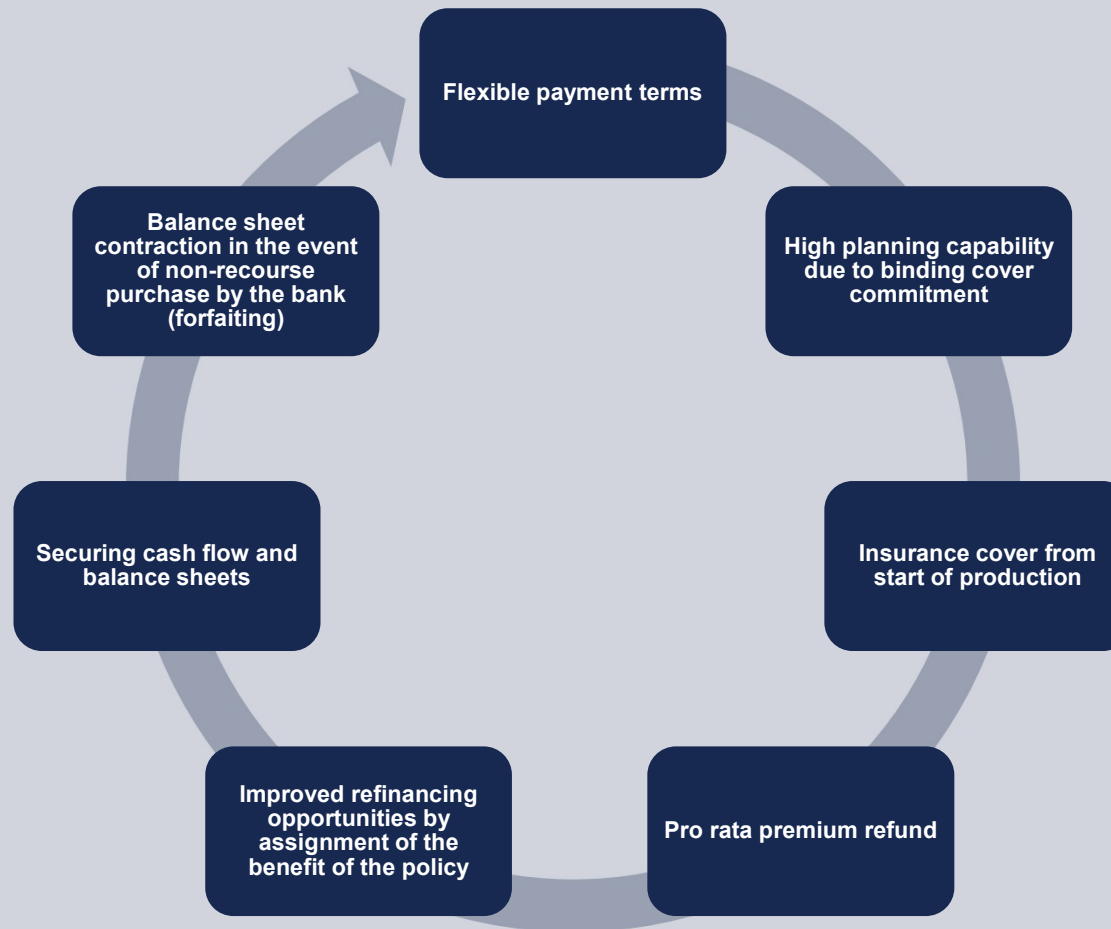 Flexible payment terms
High planning capability
due to binding cover
commitment
Insurance cover from
start of production
Pro rata premium refund
Improved refinancing
opportunities by
assignment of the
benefit of the policy
Securing cash flow and
balance sheets
Balance sheet
contraction in the event
of non-recourse
purchase by the bank
(forfaiting)